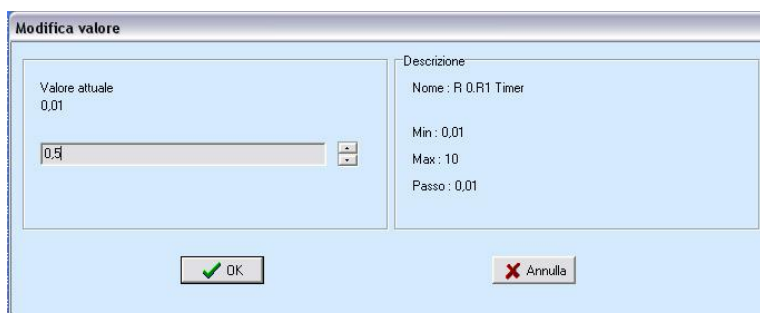 Modifica valore
Valore attuale
0,01
0,5
Descrizione
Nome : R 0.R1 Timer
Min : 0,01
Max : 10
Passo : 0,01
OK
Annulla